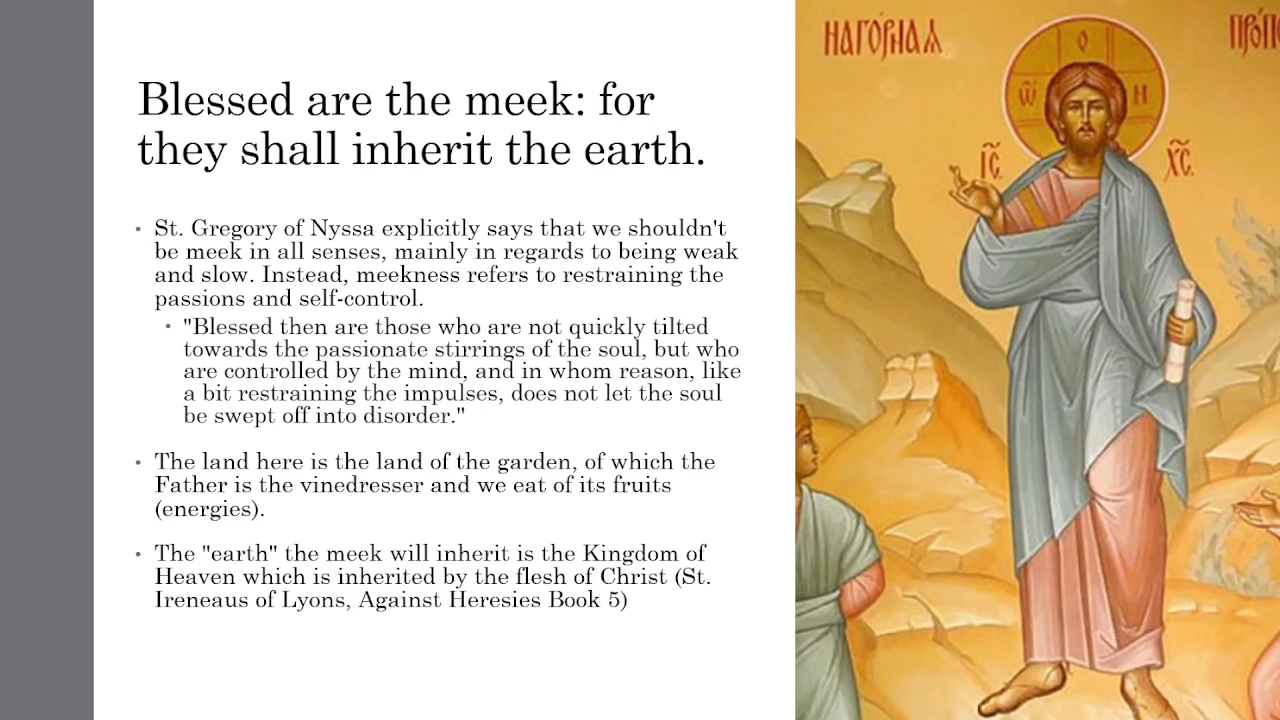 Blessed are the meek: for
they shall inherit the earth.
• St. Gregory of Nyssa explicitly says that we shouldn't
be meek in all senses, mainly in regards to being weak
and slow. Instead, meekness refers to restraining the
passions and self-control.
• "Blessed then are those who are not quickly tilted
towards the passionate stirrings of the soul, but who
are controlled by the mind, and in whom reason, like
a bit restraining the impulses, does not let the soul
be swept off into disorder."
• The land here is the land of the garden, of which the
Father is the vinedresser and we eat of its fruits
(energies).
• The "earth" the meek will inherit is the Kingdom of
Heaven which is inherited by the flesh of Christ (St.
Ireneaus of Lyons, Against Heresies Book 5)
НАГО́РНАѦ
О
Ѿ Н
І҃С Х҃С